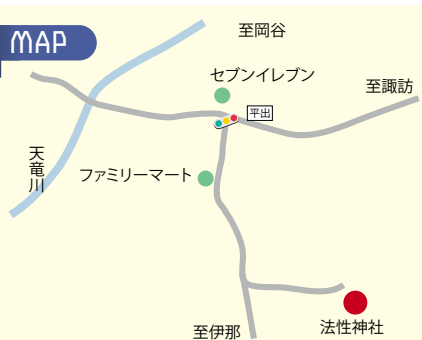 MAP
至岡谷
セブンイレブン
至諏訪
平出
天竜川
ファミリーマート
至伊那
法性神社